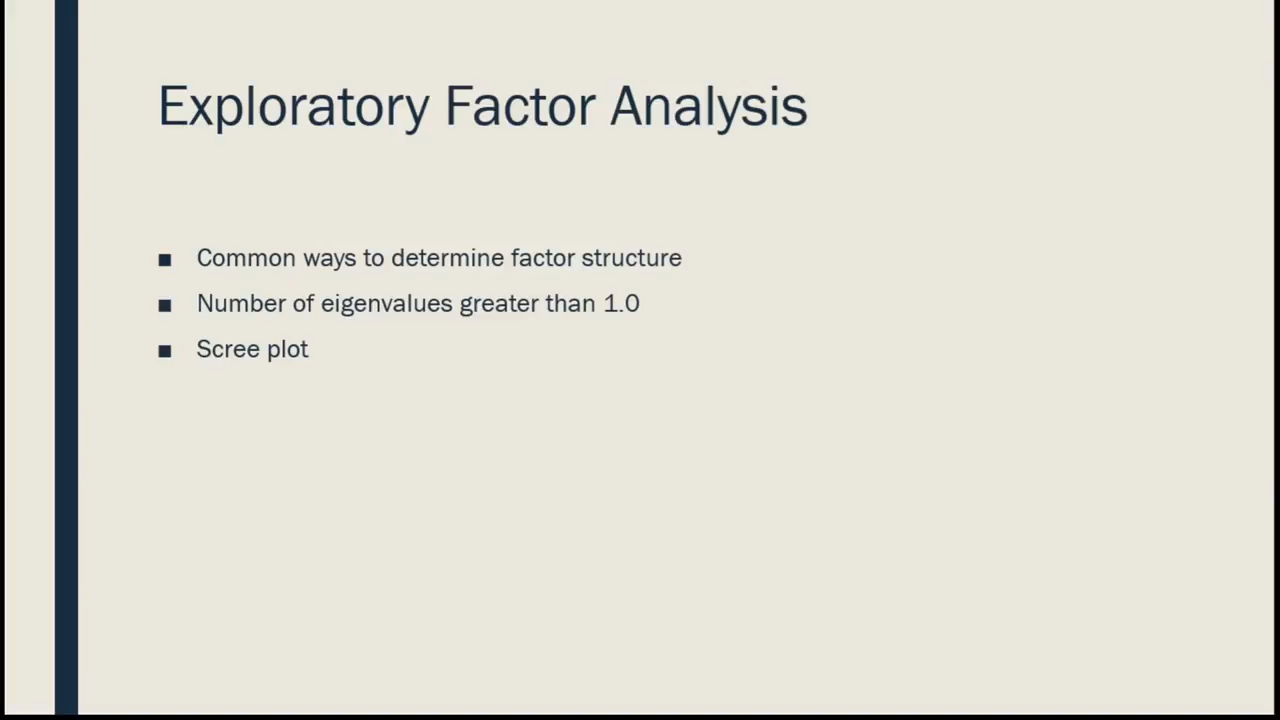 Exploratory Factor Analysis
■ Common ways to determine factor structure
■ Number of eigenvalues greater than 1.0
■ Scree plot